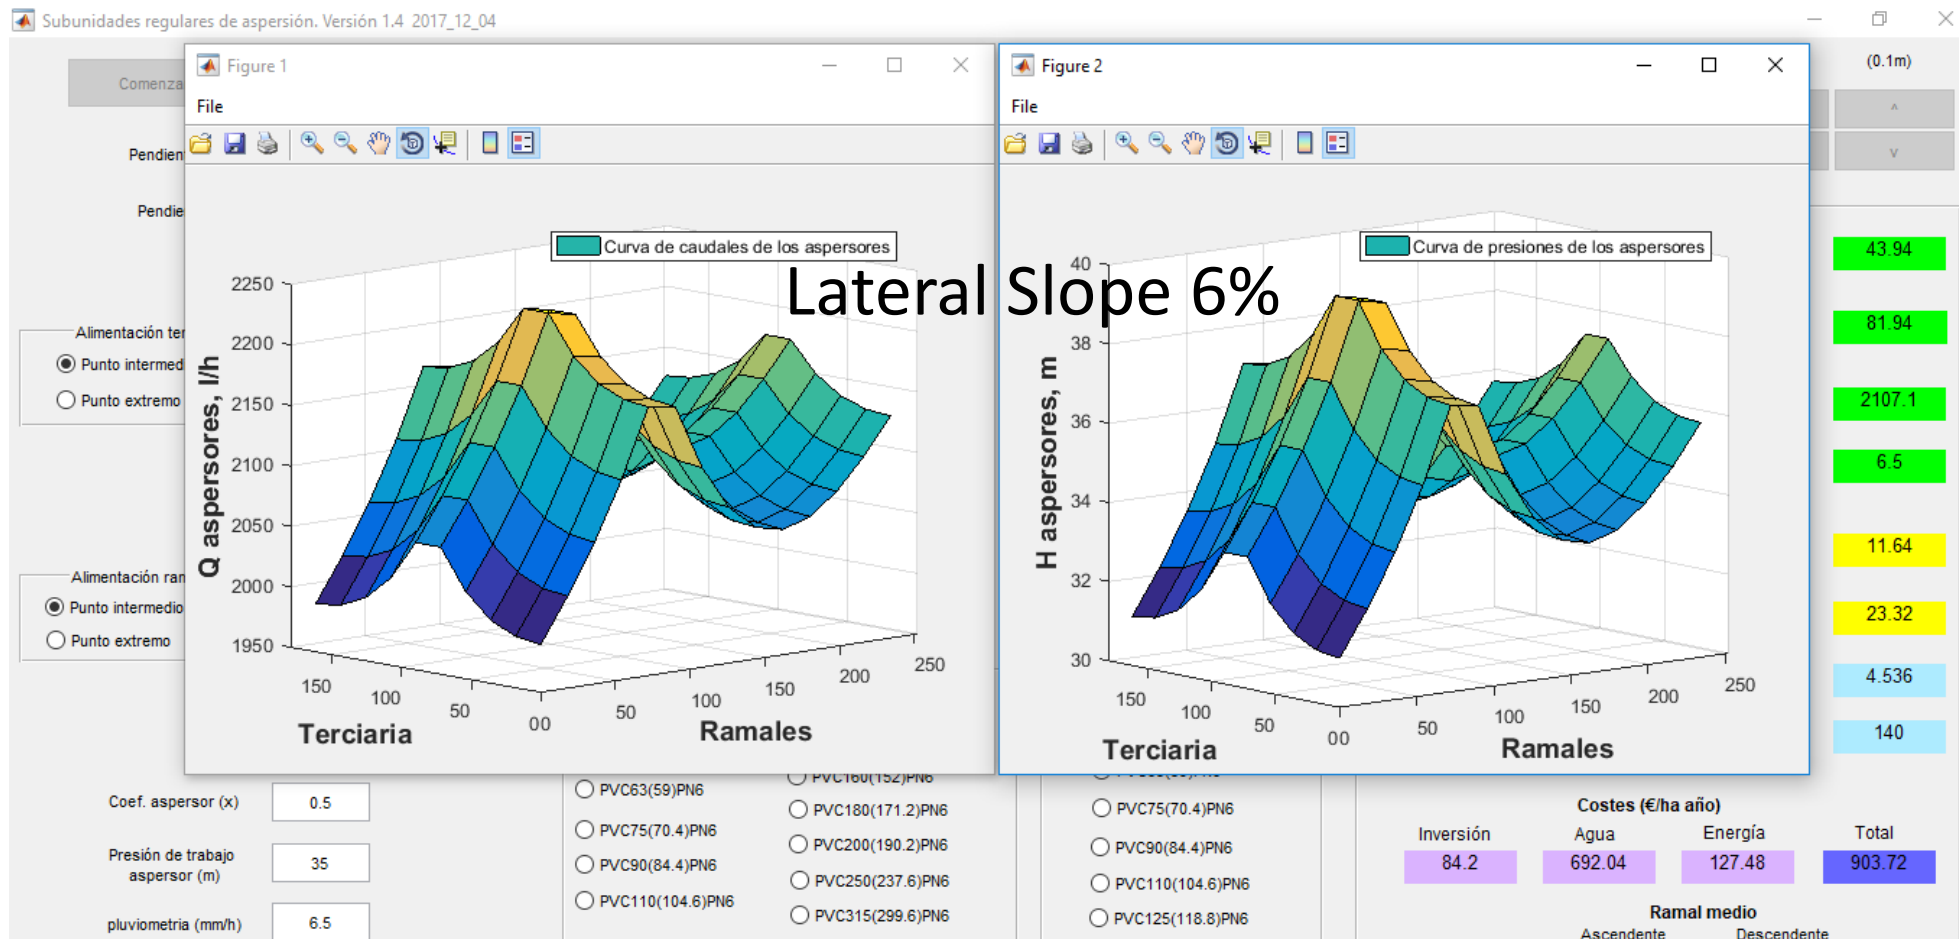 Subunidades regulares de aspersión. Versión 1.4 2017_12_04
(0.1m)
Comenza
Figure 1
File
Figure 2
File
^
v
Pendien
Pendie
Curva de caudales de los aspersores
Curva de presiones de los aspersores
Lateral Slope 6%
Q aspersores, l/h
2250
2200
2150
2100
2050
2000
1950
150
100
50
00
50
100
150
200
250
Terciaria
Ramales
H aspersores, m
40
38
36
34
32
30
150
100
50
00
50
100
150
200
250
Terciaria
Ramales
Alimentación ter
Punto intermed
Punto extremo
Alimentación ran
Punto intermedio
Punto extremo
43.94
81.94
2107.1
6.5
11.64
23.32
4.536
140
Coef. aspersor (x)
0.5
Presión de trabajo
aspersor (m)
35
pluviometria (mm/h)
6.5
PVC63(59)PN6
PVC75(70.4)PN6
PVC90(84.4)PN6
PVC110(104.6)PN6
PVC160(152)PN6
PVC180(171.2)PN6
PVC200(190.2)PN6
PVC250(237.6)PN6
PVC315(299.6)PN6
PVC75(70.4)PN6
PVC90(84.4)PN6
PVC110(104.6)PN6
PVC125(118.8)PN6
Costes (€/ha año)
Inversión Agua Energía Total
84.2 692.04 127.48 903.72
Ramal medio
Ascendente Descendente